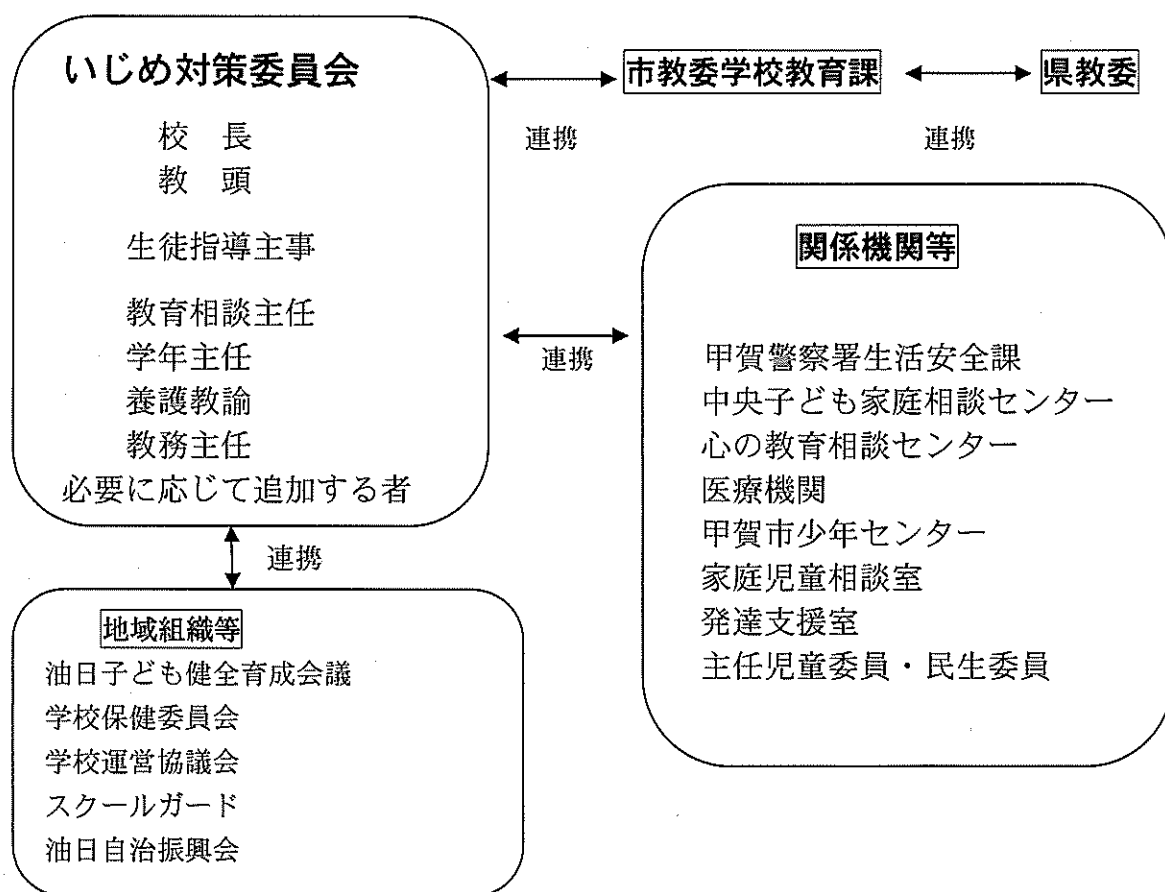 いじめ対策委員会
校　長
教　頭
生徒指導主事
教育相談主任
学年主任
養護教諭
教務主任
必要に応じて追加する者
連携
市教委学校教育課
連携
県教委
連携
関係機関等
甲賀警察署生活安全課
中央子ども家庭相談センター
心の教育相談センター
医療機関
甲賀市少年センター
家庭児童相談室
発達支援室
主任児童委員・民生委員
連携
地域組織等
油日子ども健全育成会議
学校保健委員会
学校運営協議会
スクールガード
油日自治振興会